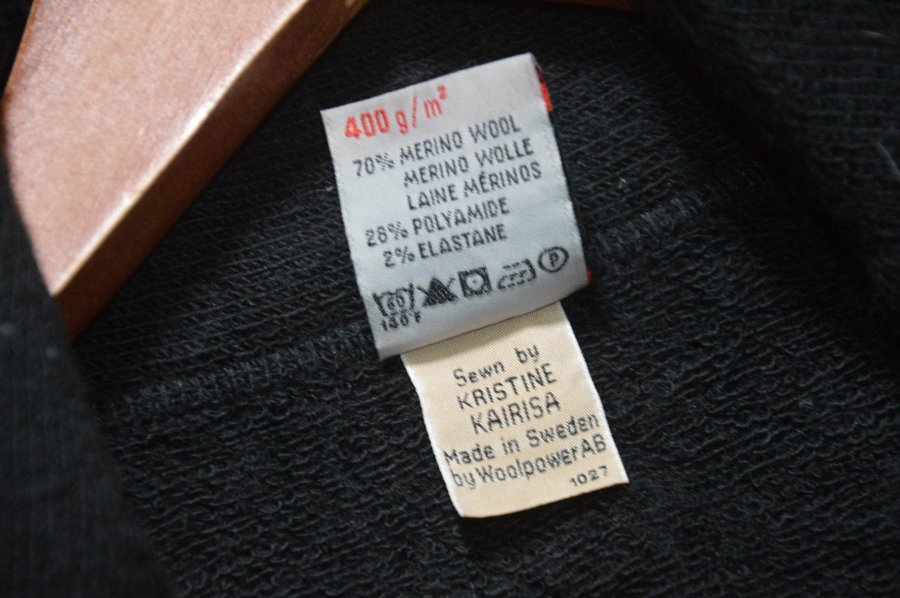 400 g/m²
70% MERINO WOOL
MERINO WOLLE
LAINE MÉRINOS
28% POLYAMIDE
2% ELASTANE
60 P
140°F
Sewn by
KRISTINE
KAIRISA
Made in Sweden
by Woolpower AB
1027